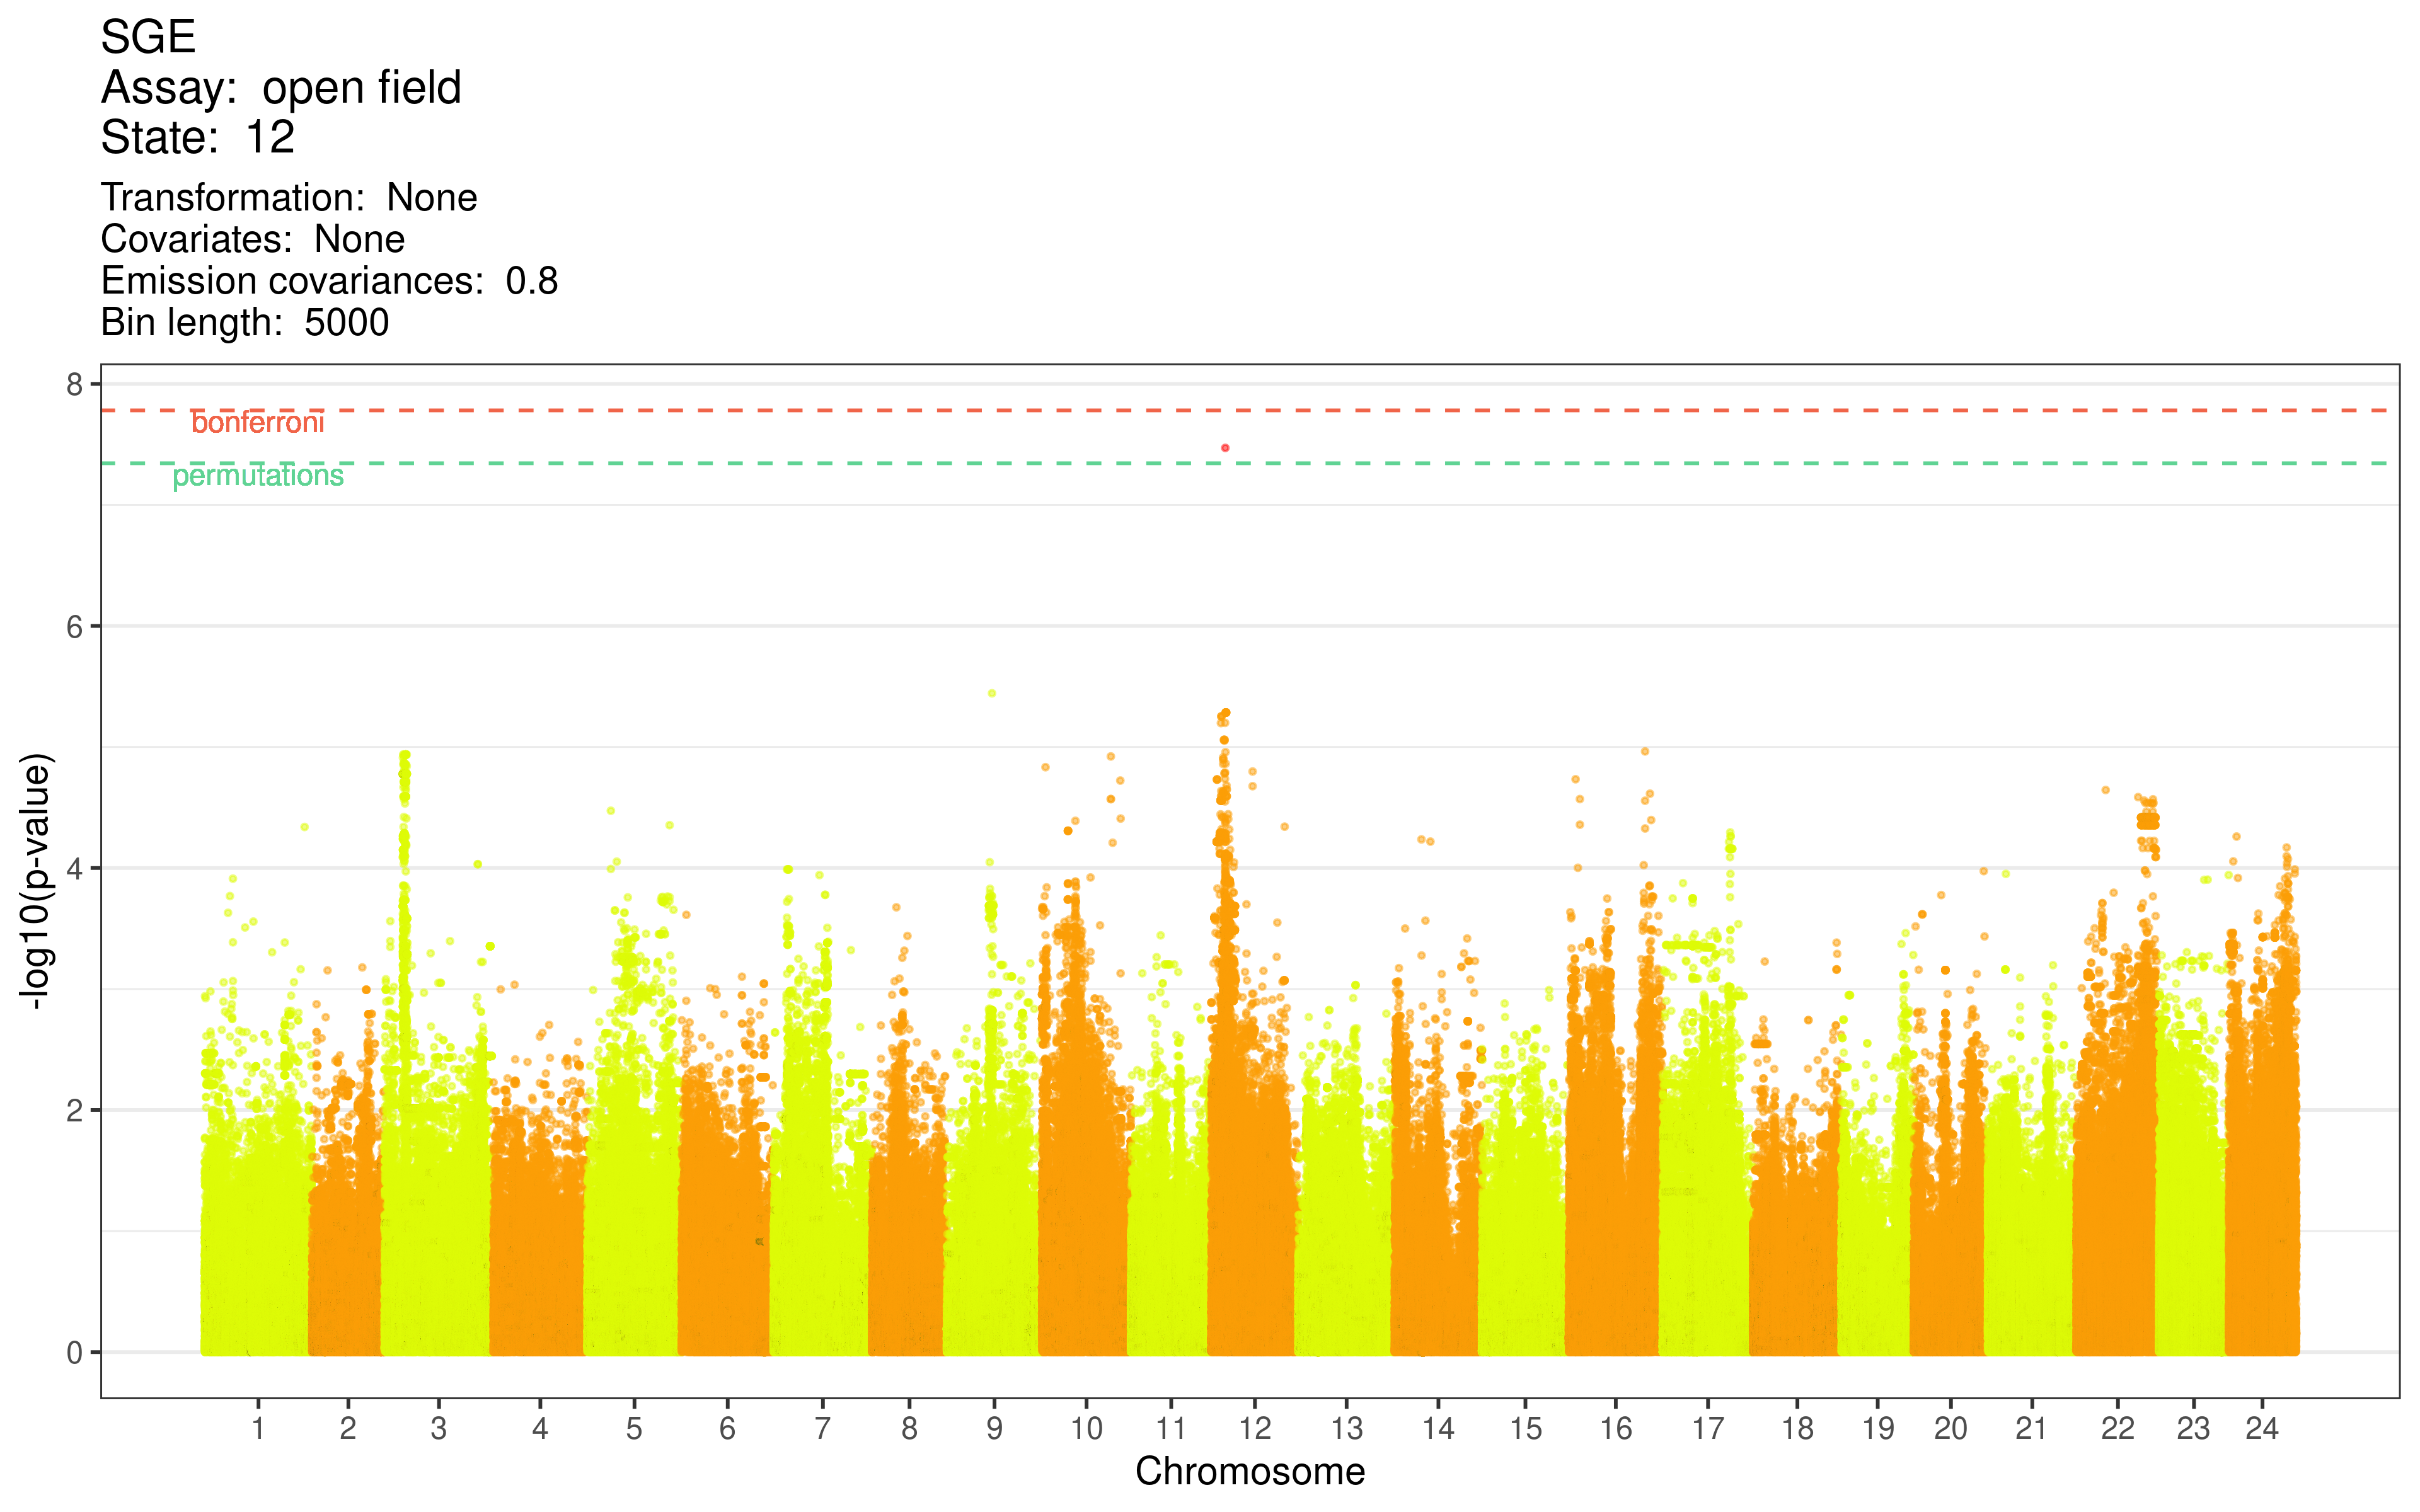 SGE
Assay:  open field
State:  12
Transformation:  None
Covariates:  None
Emission covariances:  0.8
Bin length:  5000
8
bonferroni
permutations
6
4
2
0
-log10(p-value)
1 2 3 4 5 6 7 8 9 10 11 12 13 14 15 16 17 18 19 20 21 22 23 24
Chromosome